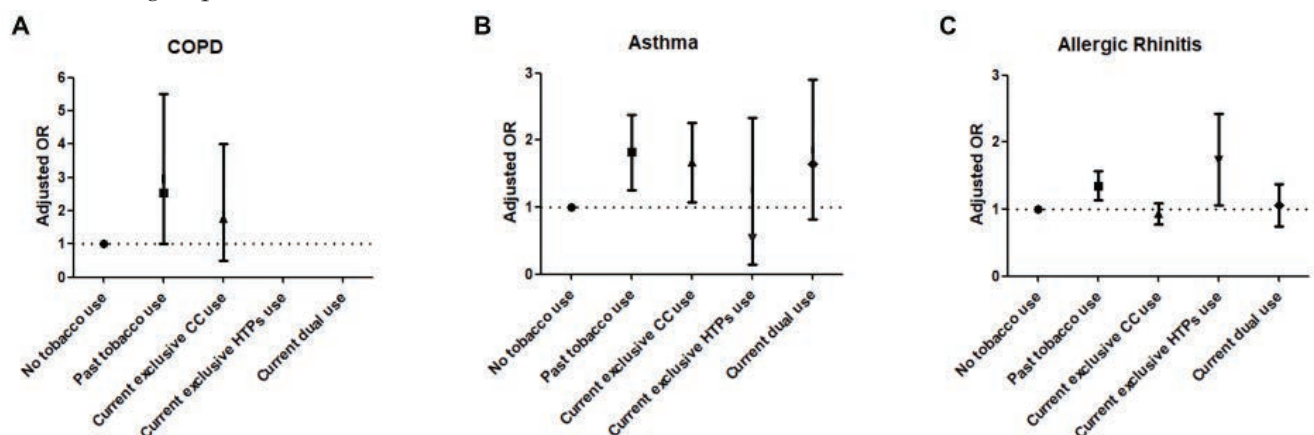 A
COPD
Adjusted OR
6
5
4
3
2
1
0
No tobacco use
Past tobacco use
Current exclusive CC use
Current exclusive HTPs use
Current dual use
B
Asthma
Adjusted OR
3
2
1
0
No tobacco use
Past tobacco use
Current exclusive CC use
Current exclusive HTPs use
Current dual use
C
Allergic Rhinitis
Adjusted OR
3
2
1
0
No tobacco use
Past tobacco use
Current exclusive CC use
Current exclusive HTPs use
Current dual use